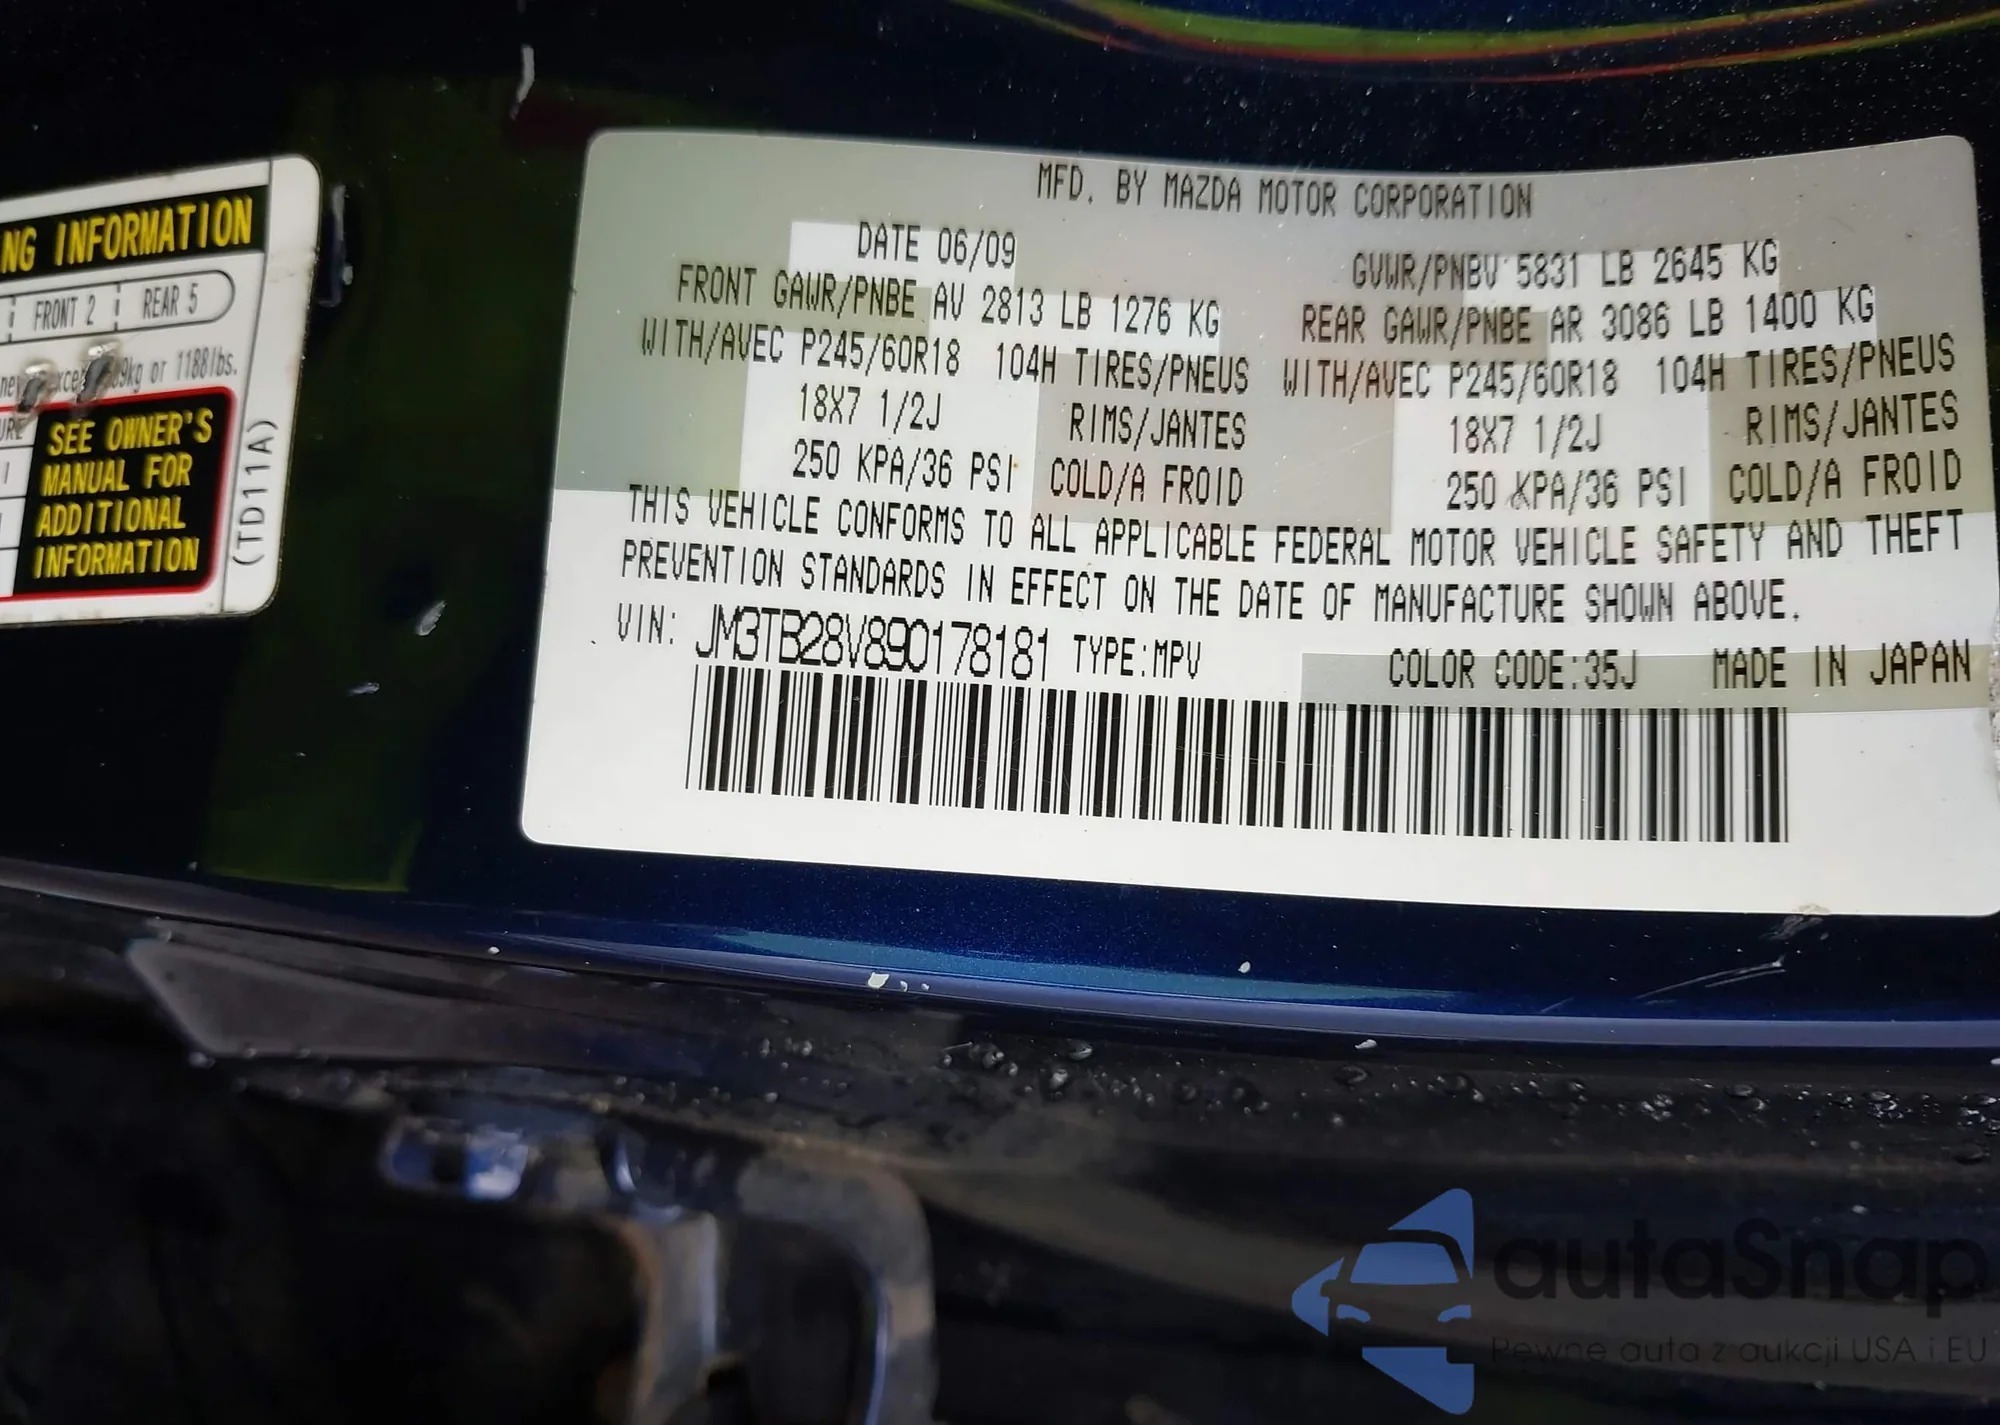 NG INFORMATION
FRONT 2 REAR 5
9kg or 1188lbs.
SEE OWNER'S
MANUAL FOR
ADDITIONAL
INFORMATION
(TD11A)
MFD. BY MAZDA MOTOR CORPORATION
DATE 06/09 GVWR/PNBV 5831 LB 2645 KG
FRONT GAWR/PNBE AV 2813 LB 1276 KG REAR GAWR/PNBE AR 3086 LB 1400 KG
WITH/AVEC P245/60R18 104H TIRES/PNEUS WITH/AVEC P245/60R18 104H TIRES/PNEUS
18X7 1/2J RIMS/JANTES 18X7 1/2J RIMS/JANTES
250 KPA/36 PSI COLD/A FROID 250 KPA/36 PSI COLD/A FROID
THIS VEHICLE CONFORMS TO ALL APPLICABLE FEDERAL MOTOR VEHICLE SAFETY AND THEFT
PREVENTION STANDARDS IN EFFECT ON THE DATE OF MANUFACTURE SHOWN ABOVE.
VIN: JM3TB28V890178181 TYPE:MPV COLOR CODE:35J MADE IN JAPAN
autaSnap
Pewne auta z aukcji USA i EU